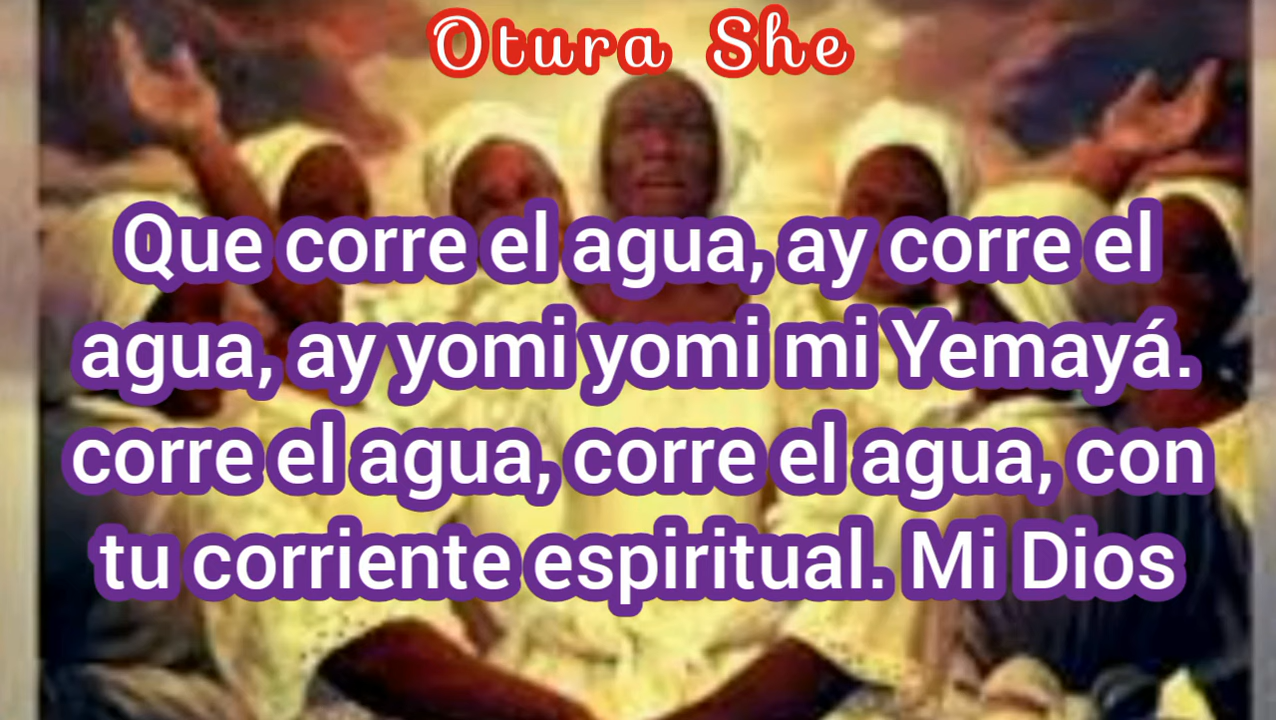 Otura She
Que corre el agua, ay corre el
agua, ay yomi yomi mi Yemayá.
corre el agua, corre el agua, con
tu corriente espiritual. Mi Dios